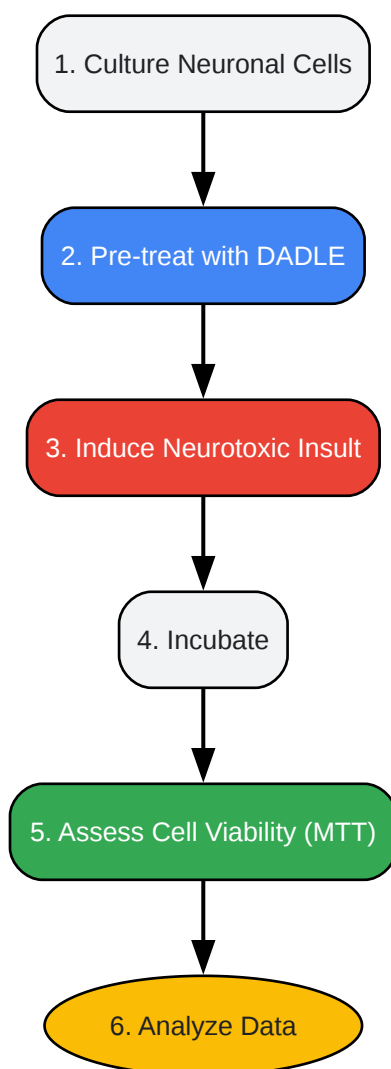 1. Culture Neuronal Cells
2. Pre-treat with DADLE
3. Induce Neurotoxic Insult
4. Incubate
5. Assess Cell Viability (MTT)
6. Analyze Data